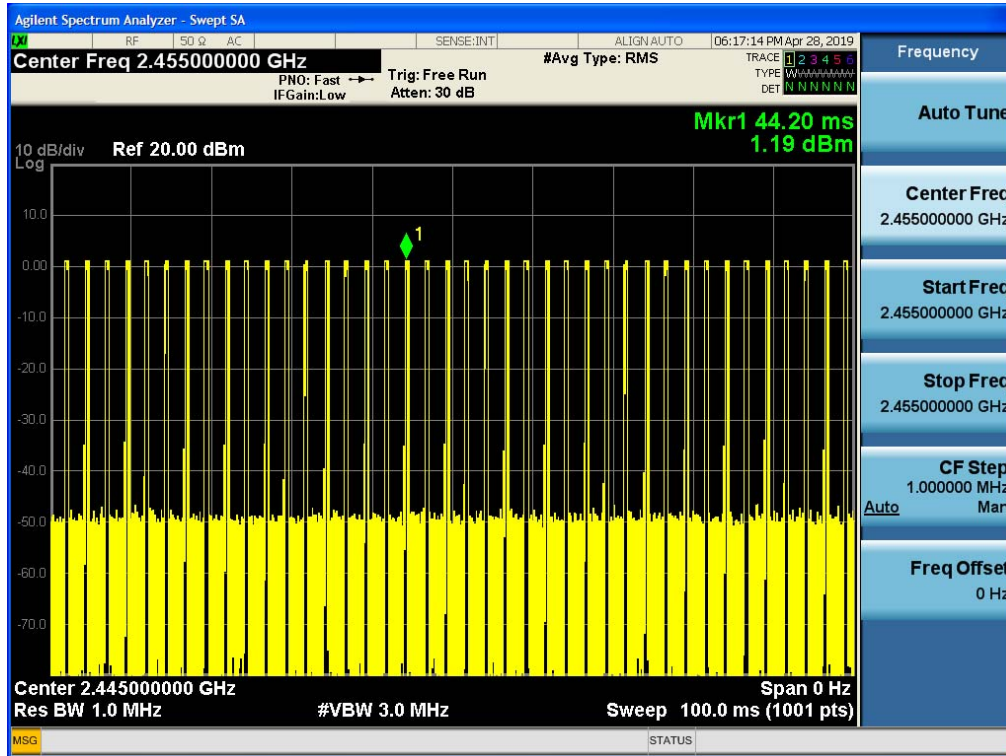 Agilent Spectrum Analyzer - Swept SA
LXI RF 50 Ω AC SENSE:INT ALIGN AUTO 06:17:14 PM Apr 28, 2019
Center Freq 2.455000000 GHz
PNO: Fast
IFGain:Low
Trig: Free Run
Atten: 30 dB
#Avg Type: RMS
TRACE 1 2 3 4 5 6
TYPE W
DET N N N N N N
Mkr1 44.20 ms
1.19 dBm
10 dB/div Ref 20.00 dBm
Log
1
10.0
0.00
-10.0
-20.0
-30.0
-40.0
-50.0
-60.0
-70.0
Center 2.445000000 GHz Span 0 Hz
Res BW 1.0 MHz #VBW 3.0 MHz Sweep 100.0 ms (1001 pts)
MSG STATUS
Frequency
Auto Tune
Center Freq
2.455000000 GHz
Start Freq
2.455000000 GHz
Stop Freq
2.455000000 GHz
CF Step
1.000000 MHz
Auto Man
Freq Offset
0 Hz